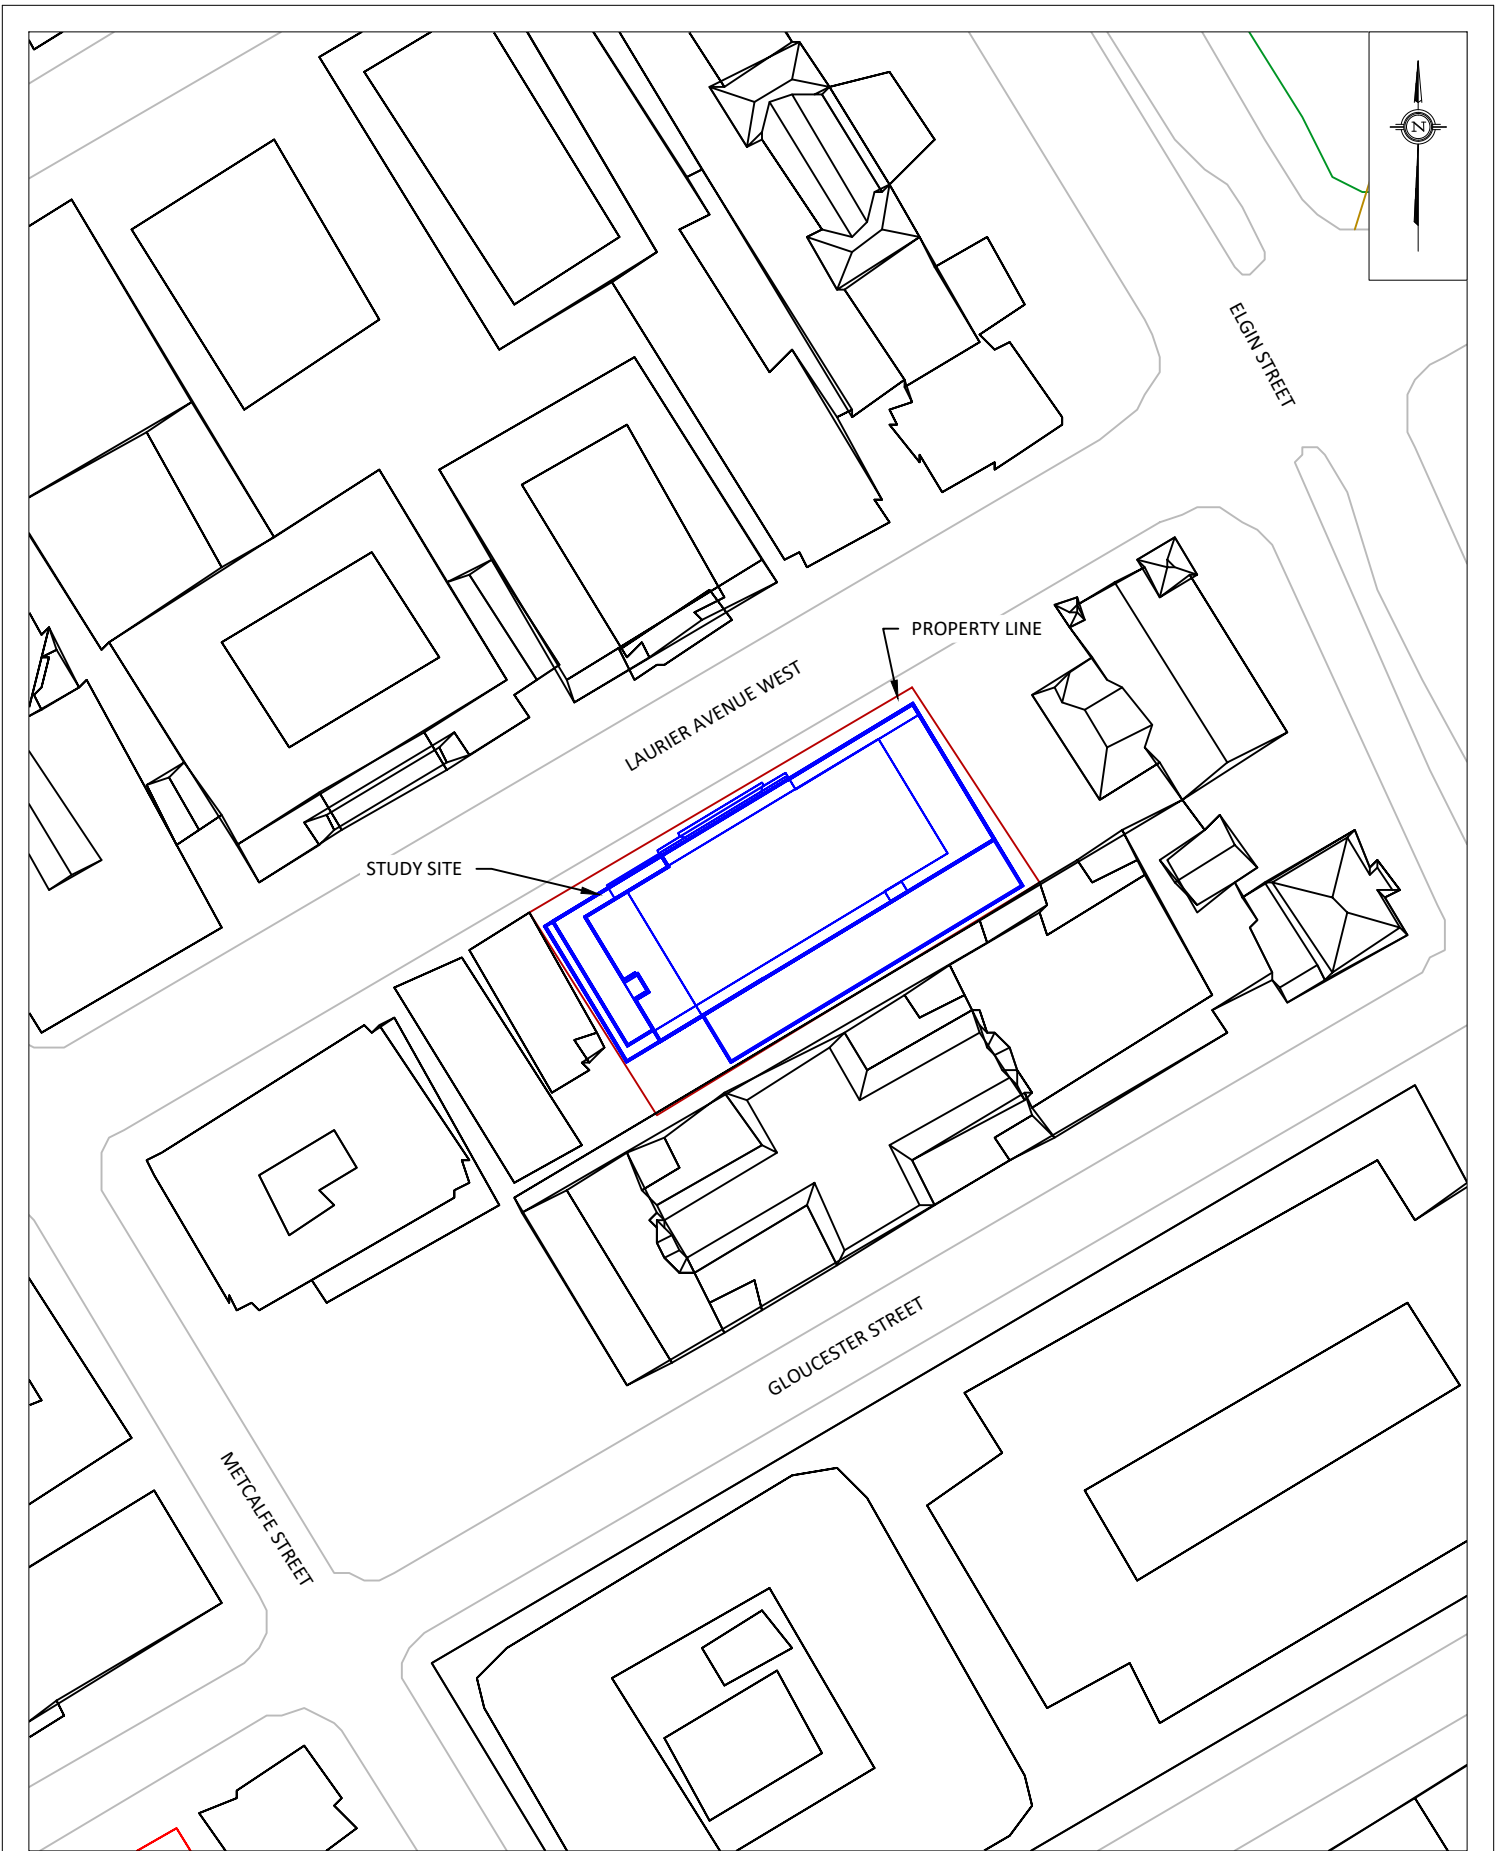 N
ELGIN STREET
PROPERTY LINE
LAURIER AVENUE WEST
STUDY SITE
GLOUCESTER STREET
METCALFE STREET